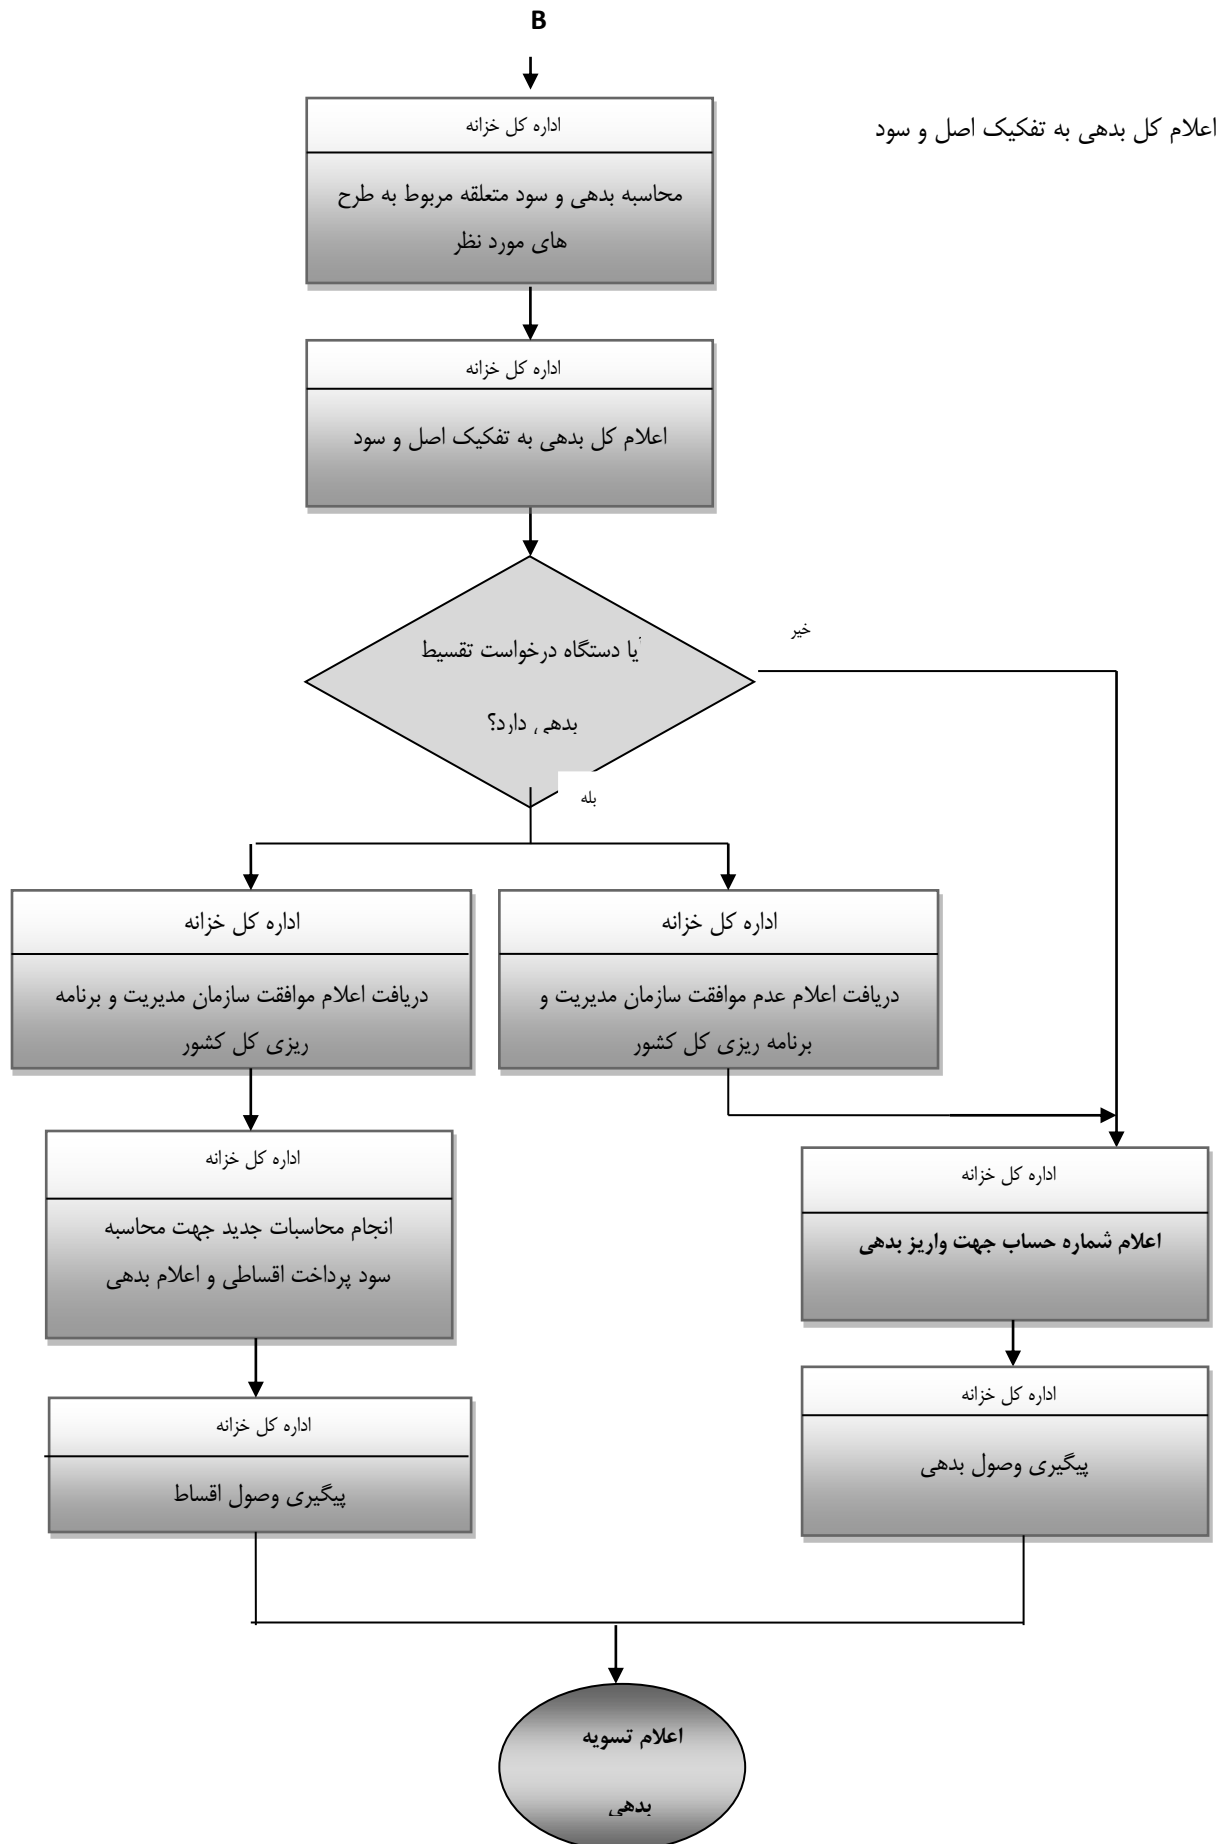 B
اعلام کل بدهی به تفکیک اصل و سود
اداره کل خزانه
محاسبه بدهی و سود متعلقه مربوط به طرح
های مورد نظر
اداره کل خزانه
اعلام کل بدهی به تفکیک اصل و سود
آیا دستگاه درخواست تقسیط
بدهی دارد؟
خیر
بله
اداره کل خزانه
دریافت اعلام عدم موافقت سازمان مدیریت و
برنامه ریزی کل کشور
اداره کل خزانه
دریافت اعلام موافقت سازمان مدیریت و برنامه
ریزی کل کشور
اداره کل خزانه
انجام محاسبات جدید جهت محاسبه
سود پرداخت اقساطی و اعلام بدهی
اداره کل خزانه
اعلام شماره حساب جهت واریز بدهی
اداره کل خزانه
پیگیری وصول بدهی
اداره کل خزانه
پیگیری وصول اقساط
اعلام تسویه
بدهی